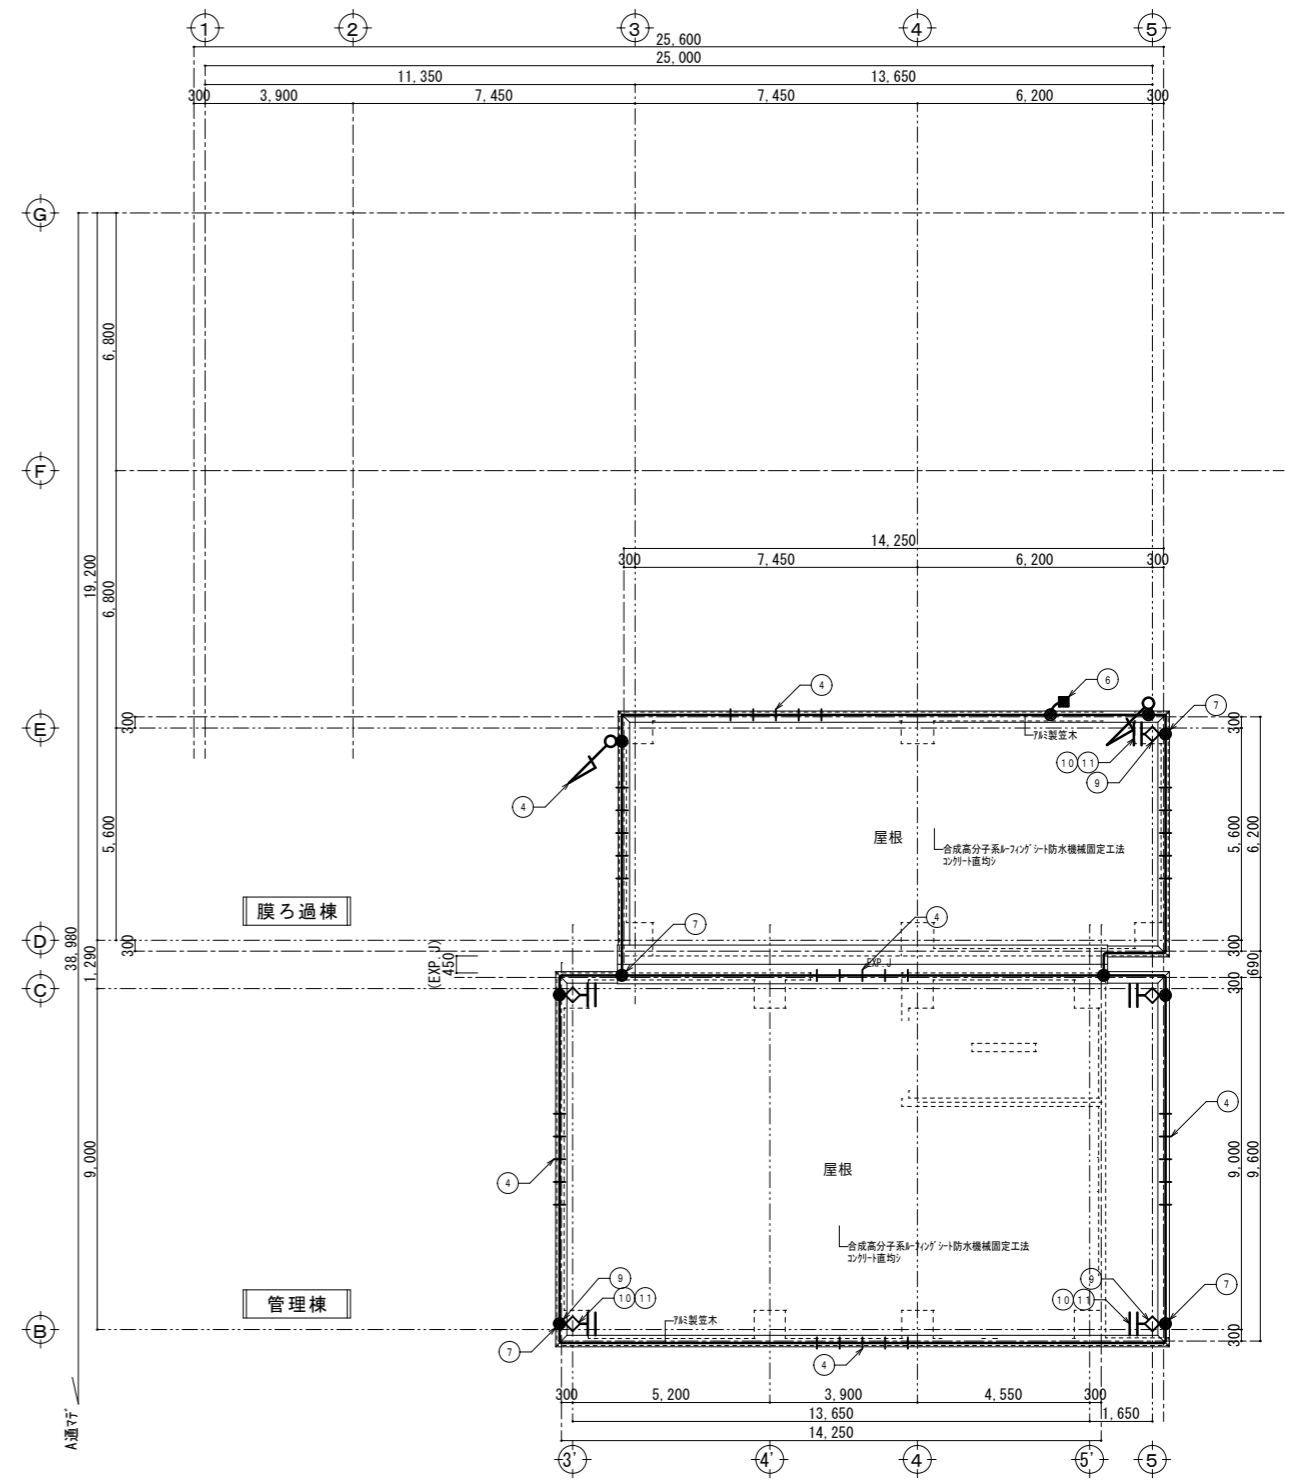 1 2 3 4 5
25,600
25,000
11,350 13,650
300 3,900 7,450 7,450 6,200 300
G
6,800
F
14,250
300 7,450 6,200 300
19,200
6,800
4
6
7
E
300
300
アルミ製笠木
10 11
9
4
5,600
5,600
6,200
屋根
合成高分子系ルーフィングシート防水機械固定工法
コンクリート直均シ
膜ろ過棟
7
4
D
300
38,980
1,290
(EXP.J)
450
EXP.J
300
690
300
C
4
9,000
9,000
9,600
4
屋根
合成高分子系ルーフィングシート防水機械固定工法
コンクリート直均シ
管理棟
9
10 11
9
10 11
7
B
アルミ製笠木
300
7
4
A通マデ
300 5,200 3,900 4,550 300
13,650 1,650
14,250
3' 4' 4 5' 5